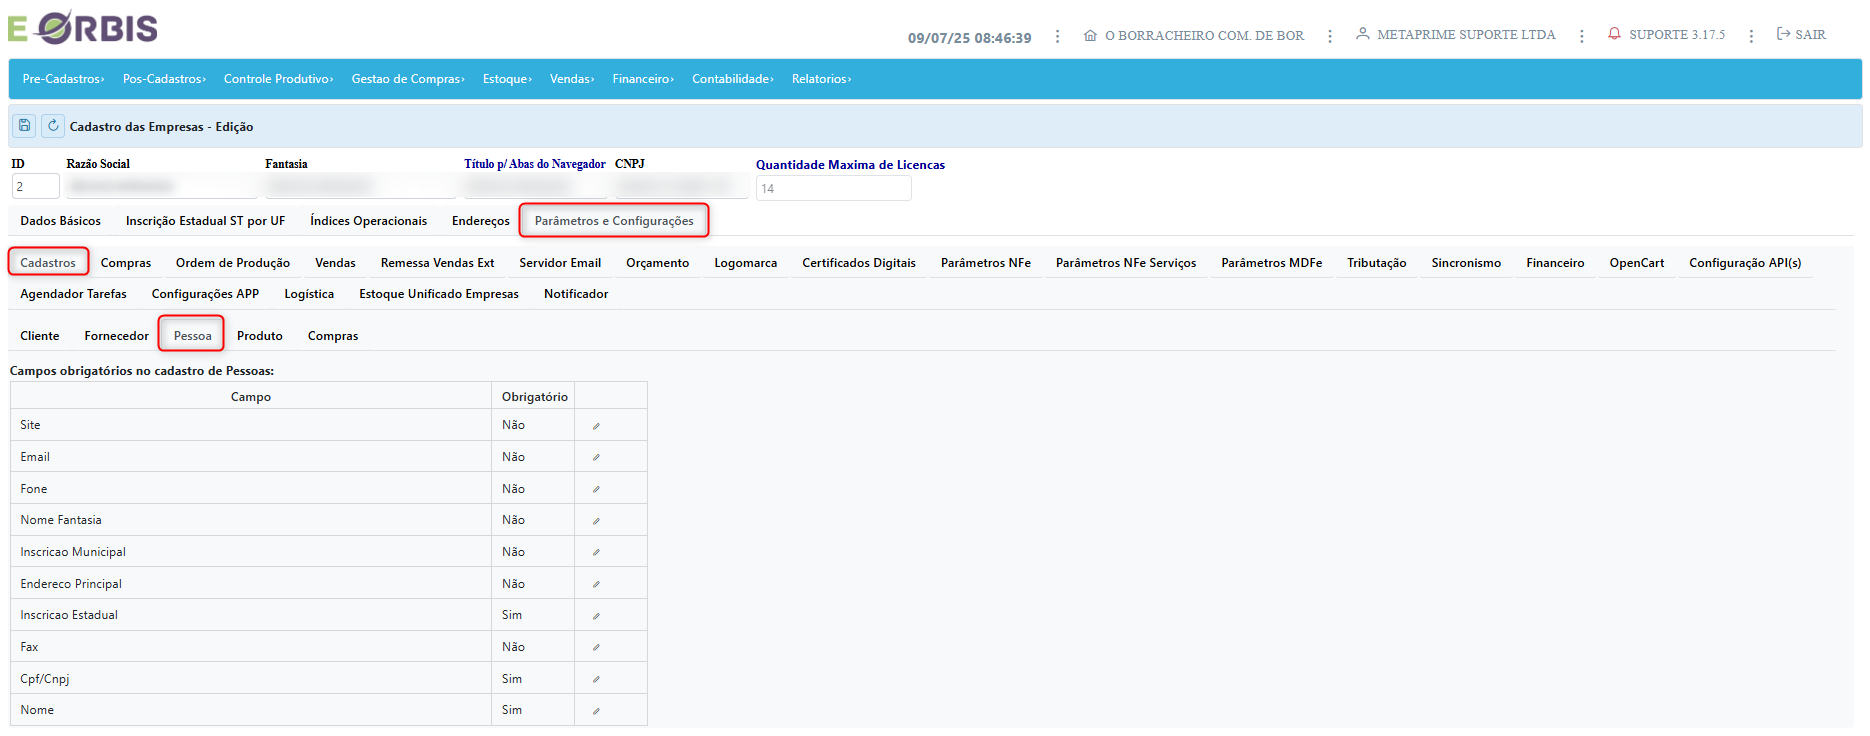 E ORBIS
09/07/25 08:46:39 O BORRACHEIRO COM. DE BOR METAPRIME SUPORTE LTDA SUPORTE 3.17.5 SAIR
Pre-Cadastros› Pos-Cadastros› Controle Produtivo› Gestao de Compras› Estoque› Vendas› Financeiro› Contabilidade› Relatorios›
Cadastro das Empresas - Edição
ID Razão Social Fantasia Título p/ Abas do Navegador CNPJ Quantidade Maxima de Licencas
2 14
Dados Básicos Inscrição Estadual ST por UF Índices Operacionais Endereços Parâmetros e Configurações
Cadastros Compras Ordem de Produção Vendas Remessa Vendas Ext Servidor Email Orçamento Logomarca Certificados Digitais Parâmetros NFe Parâmetros NFe Serviços Parâmetros MDFe Tributação Sincronismo Financeiro OpenCart Configuração API(s)
Agendador Tarefas Configurações APP Logística Estoque Unificado Empresas Notificador
Cliente Fornecedor Pessoa Produto Compras
Campos obrigatórios no cadastro de Pessoas:
Campo Obrigatório
Site Não
Email Não
Fone Não
Nome Fantasia Não
Inscricao Municipal Não
Endereco Principal Não
Inscricao Estadual Sim
Fax Não
Cpf/Cnpj Sim
Nome Sim